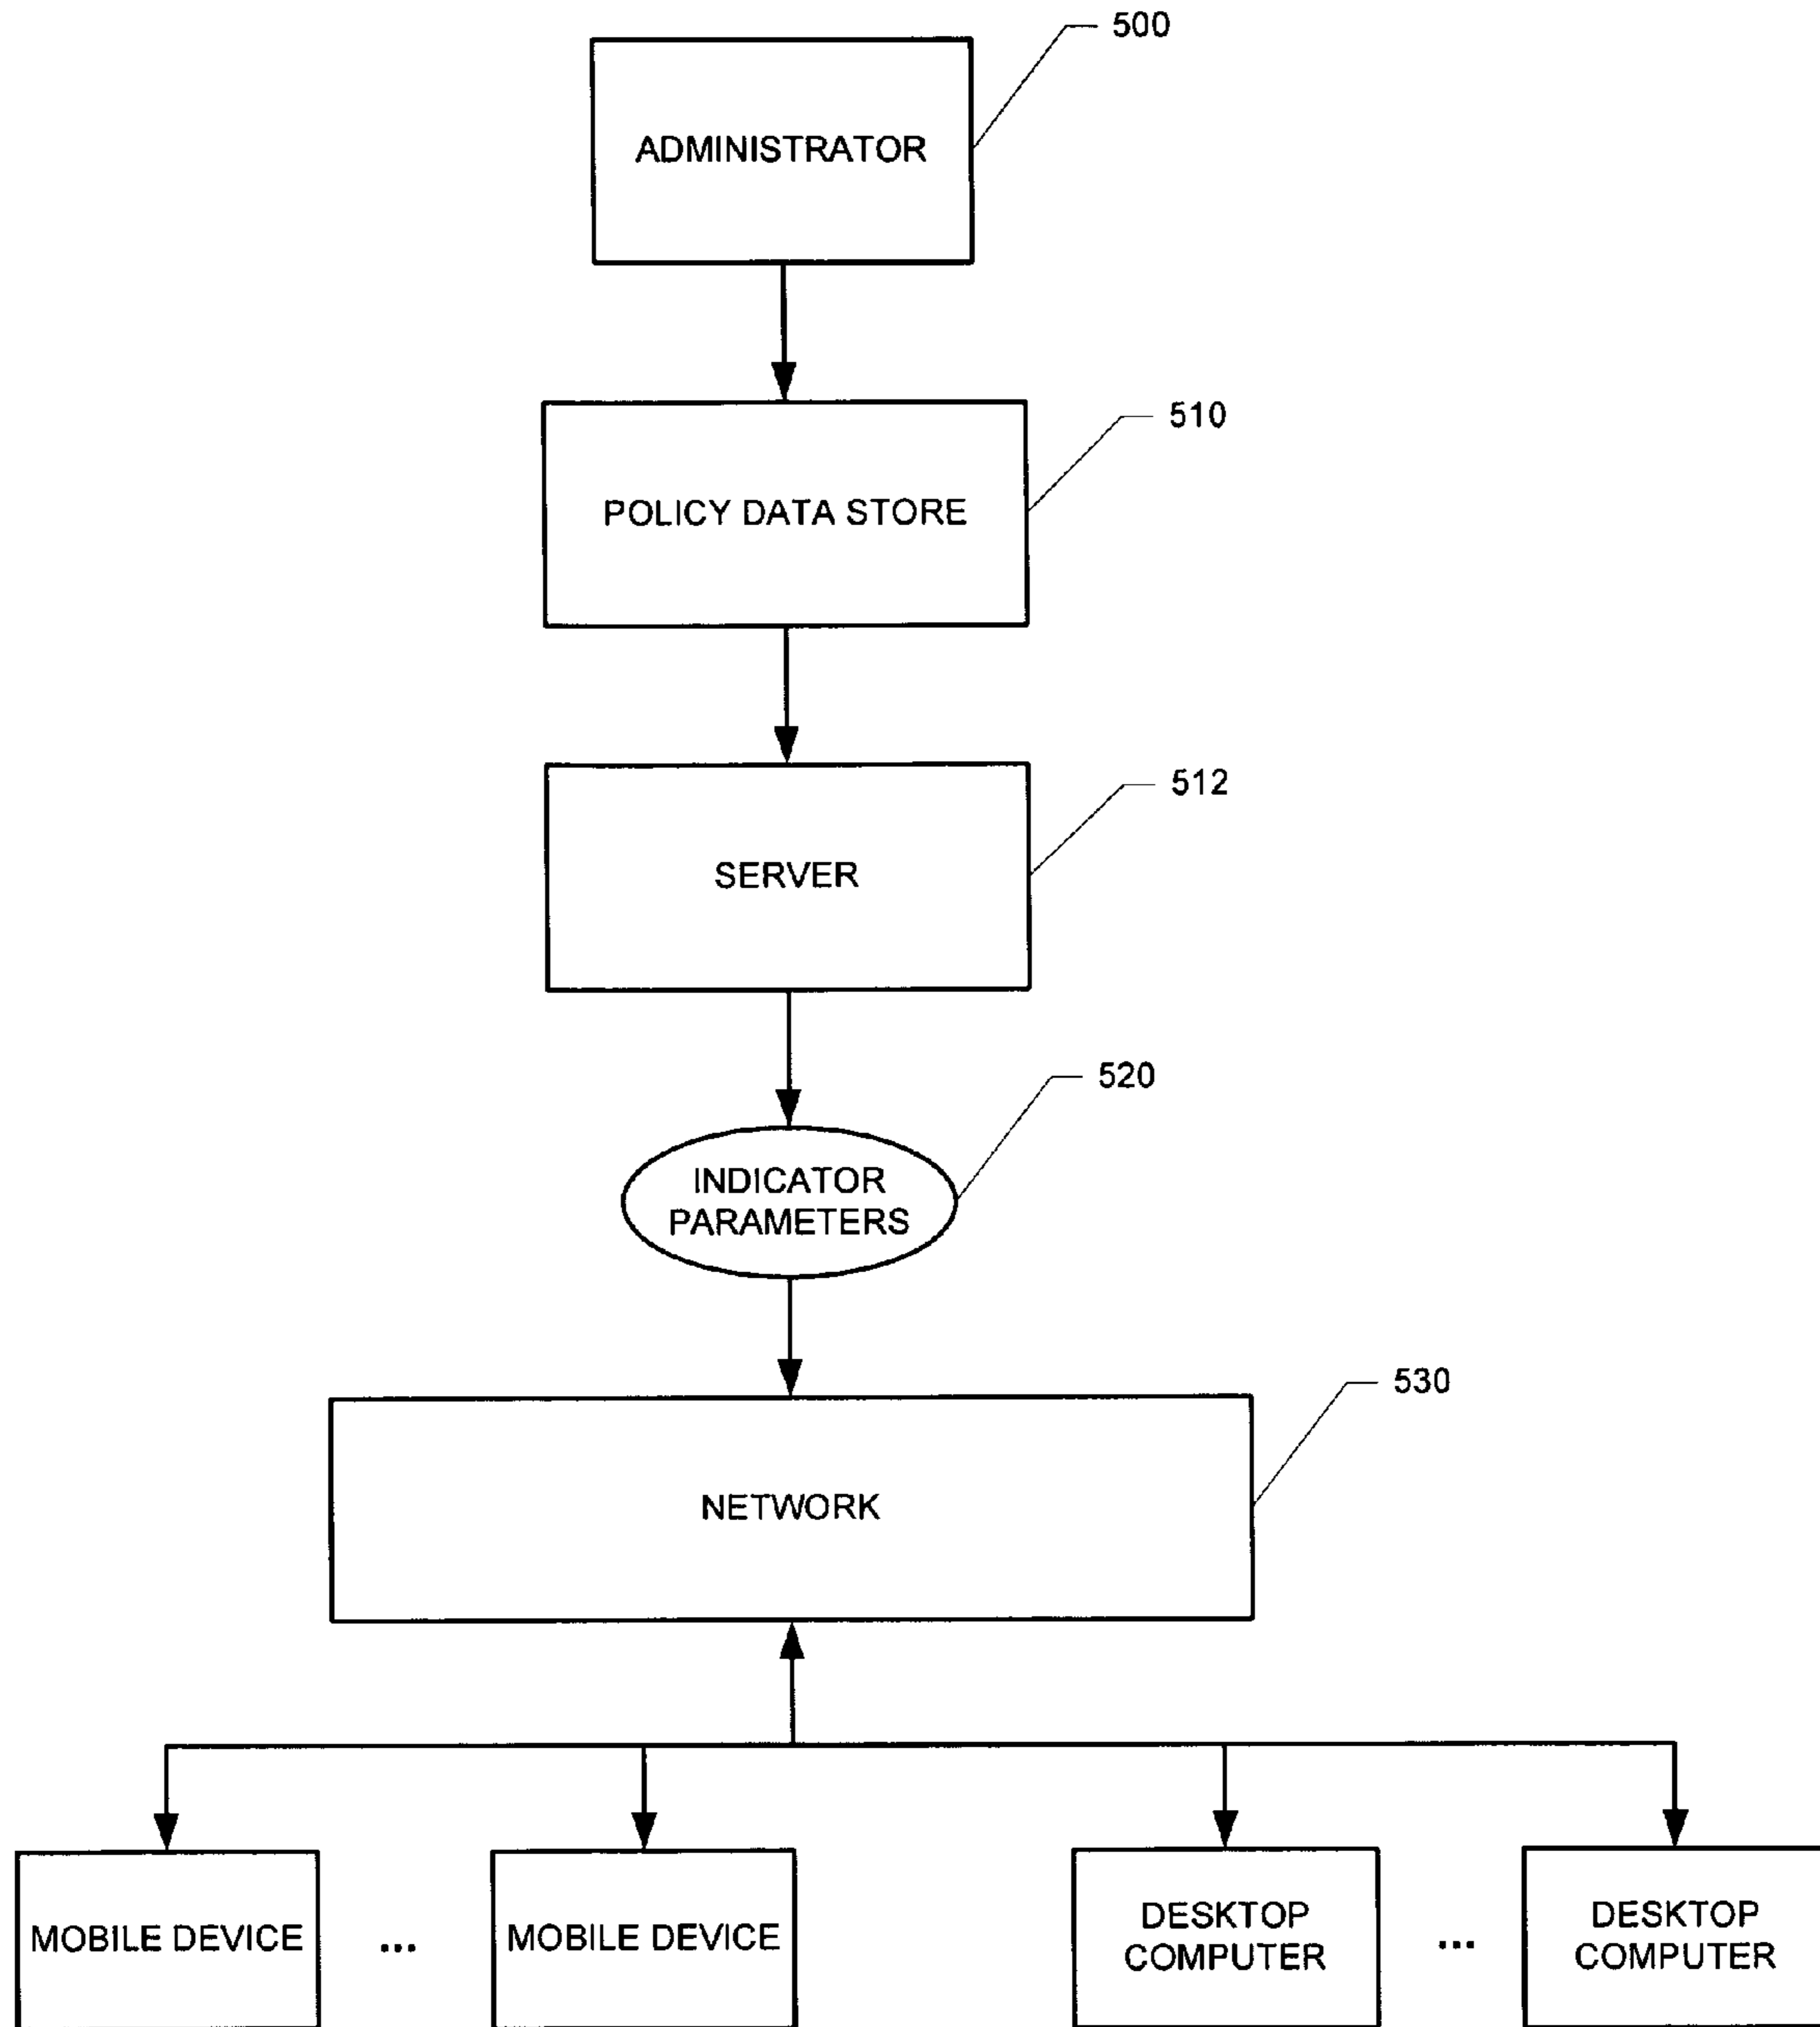 500
ADMINISTRATOR
510
POLICY DATA STORE
512
SERVER
520
INDICATOR
PARAMETERS
530
NETWORK
MOBILE DEVICE
...
MOBILE DEVICE
DESKTOP
COMPUTER
...
DESKTOP
COMPUTER